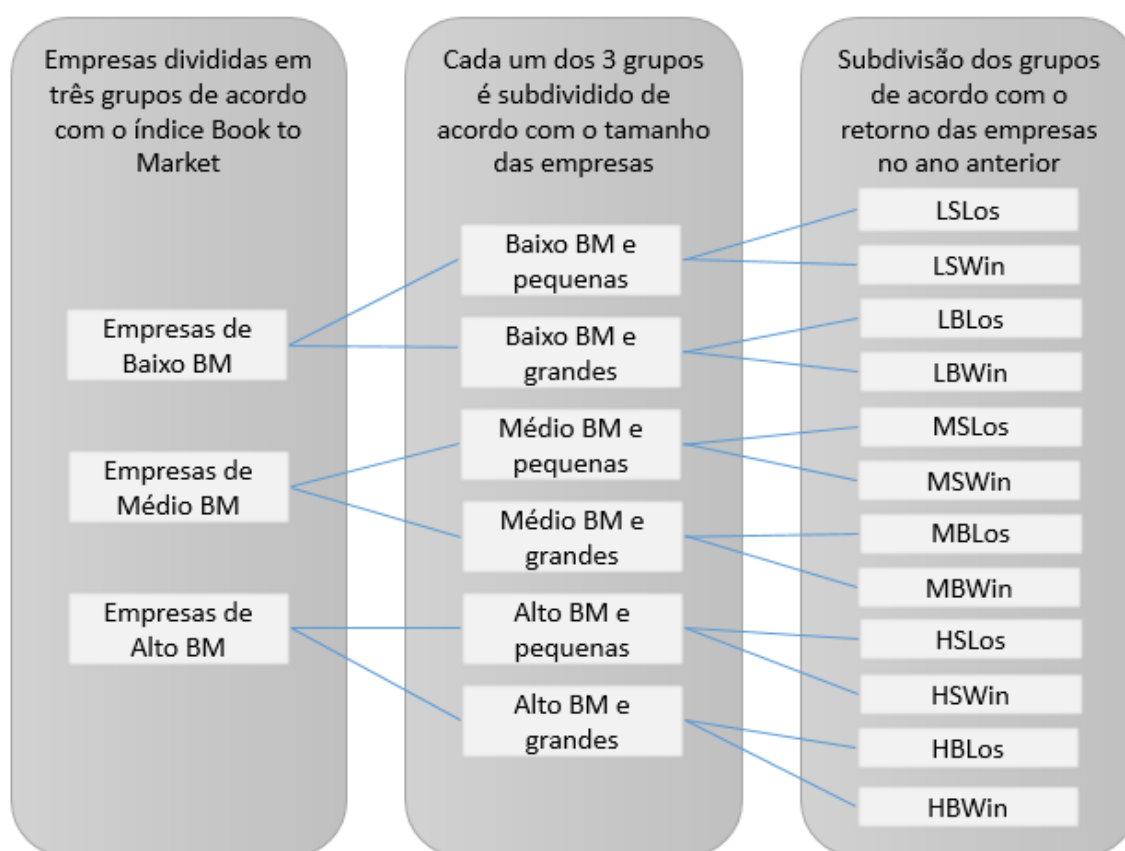 Empresas divididas em
três grupos de acordo
com o índice Book to
Market
Empresas de
Baixo BM
Empresas de
Médio BM
Empresas de
Alto BM
Cada um dos 3 grupos
é subdividido de
acordo com o tamanho
das empresas
Baixo BM e
pequenas
Baixo BM e
grandes
Médio BM e
pequenas
Médio BM e
grandes
Alto BM e
pequenas
Alto BM e
grandes
Subdivisão dos grupos
de acordo com o
retorno das empresas
no ano anterior
LSLos
LSWin
LBLos
LBWin
MSLos
MSWin
MBLos
MBWin
HSLos
HSWin
HBLos
HBWin